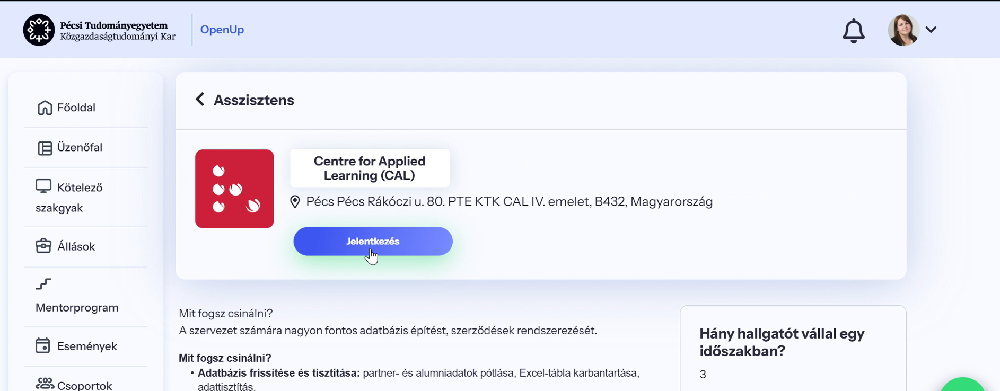 Pécsi Tudományegyetem
Közgazdaságtudományi Kar
OpenUp
Főoldal
Üzenőfal
Kötelező
szakgyak
Állások
Mentorprogram
Események
Csoportok
Asszisztens
Centre for Applied
Learning (CAL)
Pécs Pécs Rákóczi u. 80. PTE KTK CAL IV. emelet, B432, Magyarország
Jelentkezés
Mit fogsz csinálni?
A szervezet számára nagyon fontos adatbázis építést, szerződések rendszerezését.
Mit fogsz csinálni?
• Adatbázis frissítése és tisztítása: partner- és alumniadatok pótlása, Excel-tábla karbantartása,
adattisztítás.
Hány hallgatót vállal egy
időszakban?
3